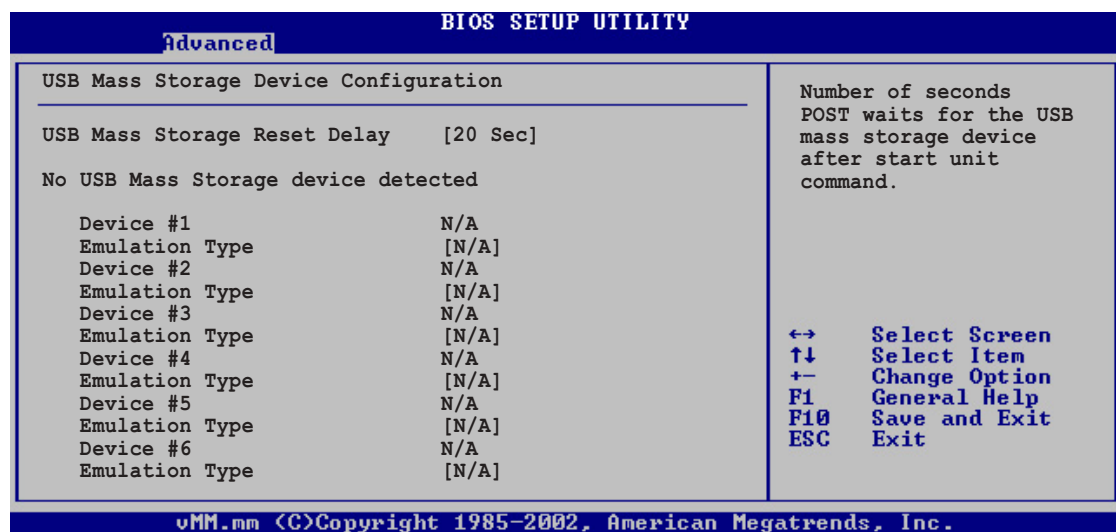 BIOS SETUP UTILITY
Advanced
USB Mass Storage Device Configuration
USB Mass Storage Reset Delay [20 Sec]
No USB Mass Storage device detected
Device #1 N/A
Emulation Type [N/A]
Device #2 N/A
Emulation Type [N/A]
Device #3 N/A
Emulation Type [N/A]
Device #4 N/A
Emulation Type [N/A]
Device #5 N/A
Emulation Type [N/A]
Device #6 N/A
Emulation Type [N/A]
Number of seconds
POST waits for the USB
mass storage device
after start unit
command.
←→ Select Screen
↑↓ Select Item
+− Change Option
F1 General Help
F10 Save and Exit
ESC Exit
vMM.mm (C)Copyright 1985-2002, American Megatrends, Inc.